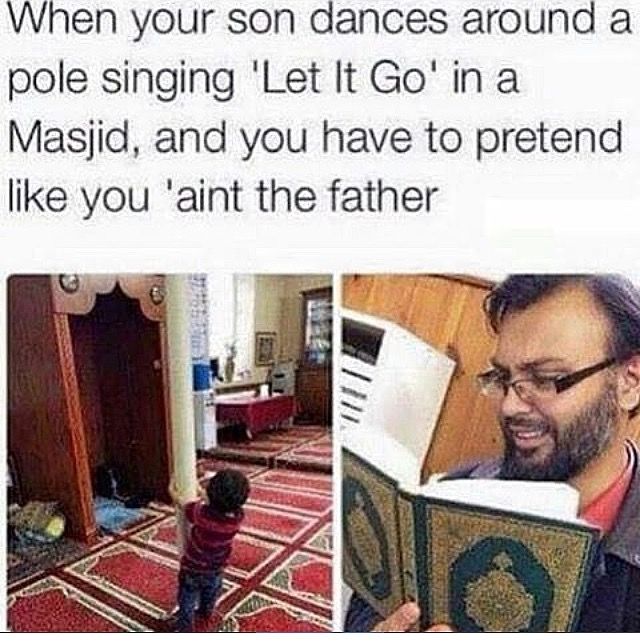 When your son dances around a
pole singing 'Let It Go' in a
Masjid, and you have to pretend
like you 'aint the father